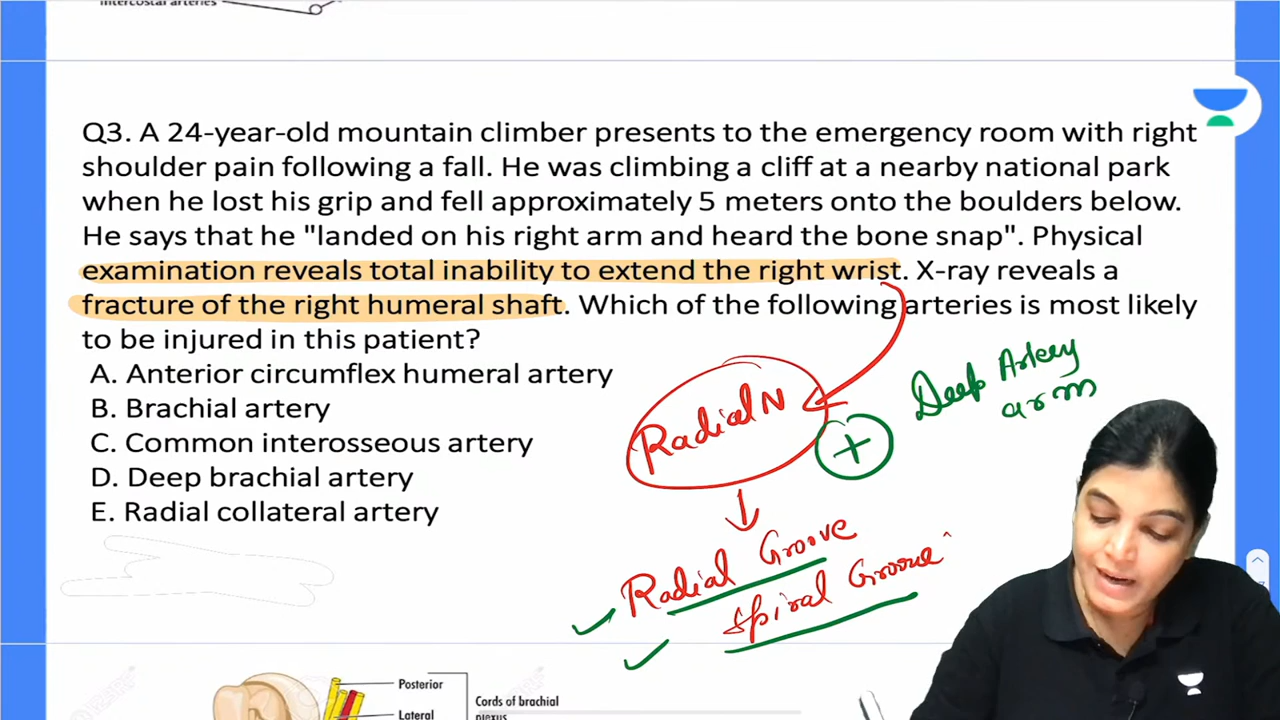 intercostal arteries
Q3. A 24-year-old mountain climber presents to the emergency room with right
shoulder pain following a fall. He was climbing a cliff at a nearby national park
when he lost his grip and fell approximately 5 meters onto the boulders below.
He says that he "landed on his right arm and heard the bone snap". Physical
examination reveals total inability to extend the right wrist. X-ray reveals a
fracture of the right humeral shaft. Which of the following arteries is most likely
to be injured in this patient?
A. Anterior circumflex humeral artery
B. Brachial artery
C. Common interosseous artery
D. Deep brachial artery
E. Radial collateral artery
Radial N
+
Deep Artery
arm
Radial Groove
Spiral Groove
Posterior
Lateral
Cords of brachial
plexus